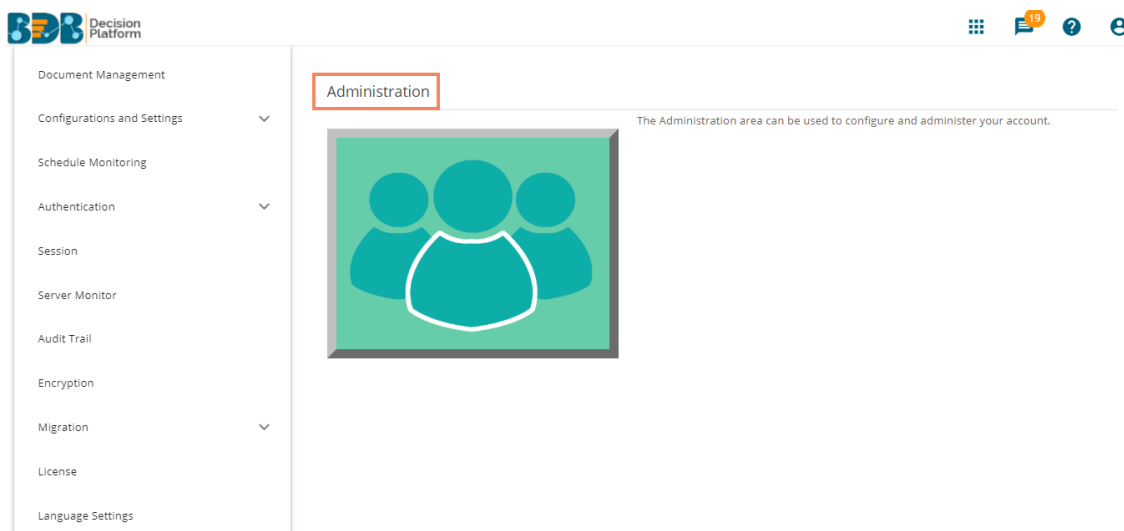 BDB Decision
Platform
19
Document Management
Configurations and Settings
Schedule Monitoring
Authentication
Session
Server Monitor
Audit Trail
Encryption
Migration
License
Language Settings
Administration
The Administration area can be used to configure and administer your account.